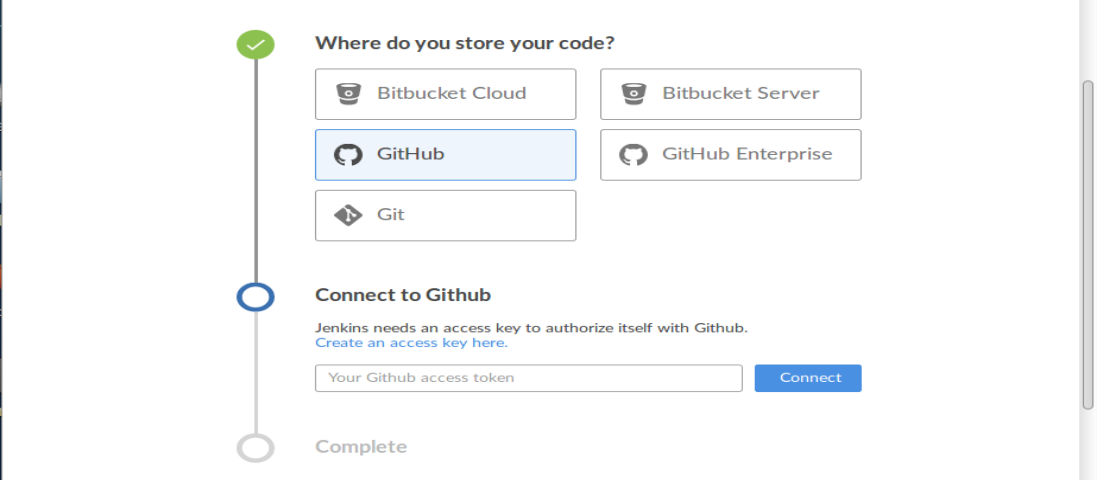 Where do you store your code?
Bitbucket Cloud
Bitbucket Server
GitHub
GitHub Enterprise
Git
Connect to Github
Jenkins needs an access key to authorize itself with Github.
Create an access key here.
Your Github access token
Connect
Complete